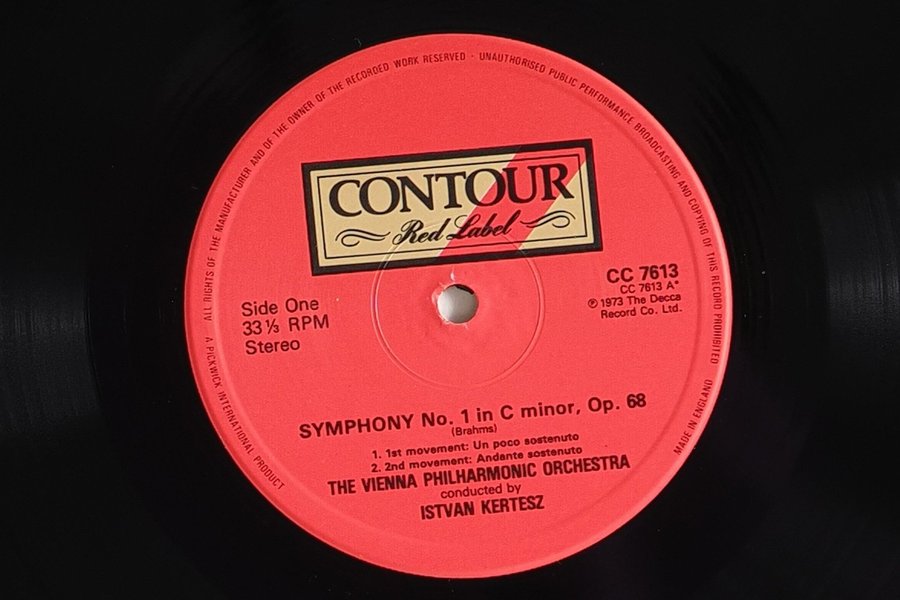 ALL RIGHTS OF THE MANUFACTURER AND OF THE OWNER OF THE RECORDED WORK RESERVED · UNAUTHORISED PUBLIC PERFORMANCE BROADCASTING AND COPYING OF THIS RECORD PROHIBITED
CONTOUR
Red Label
Side One
33⅓ RPM
Stereo
CC 7613
CC 7613 A*
℗ 1973 The Decca
Record Co. Ltd.
SYMPHONY No. 1 in C minor, Op. 68
(Brahms)
1. 1st movement: Un poco sostenuto
2. 2nd movement: Andante sostenuto
THE VIENNA PHILHARMONIC ORCHESTRA
conducted by
ISTVAN KERTESZ
A PICKWICK INTERNATIONAL PRODUCT
MADE IN ENGLAND